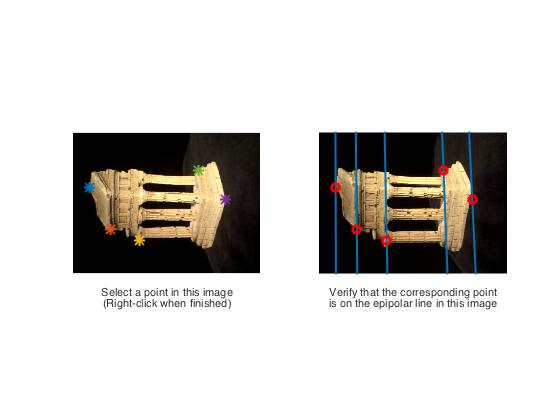 Select a point in this image
(Right-click when finished)
Verify that the corresponding point
is on the epipolar line in this image